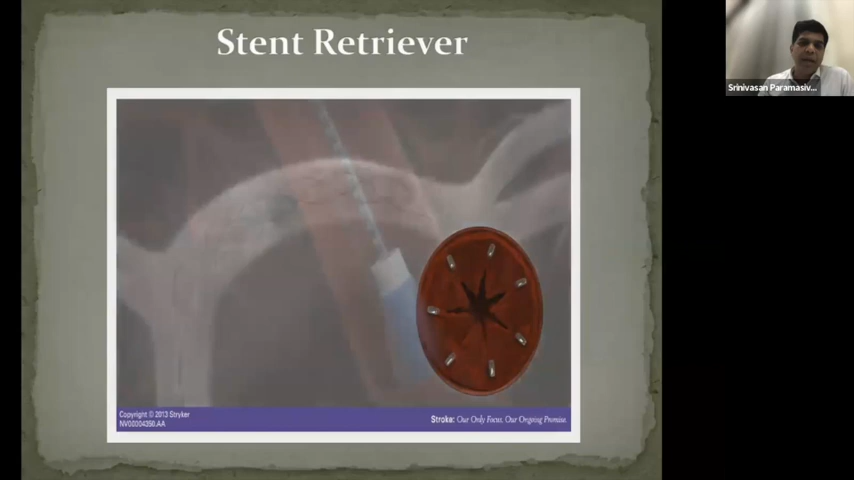 Stent Retriever
Srinivasan Paramasiv...
Copyright © 2013 Stryker
NV00004350.AA
Stroke: Our Only Focus. Our Ongoing Promise.